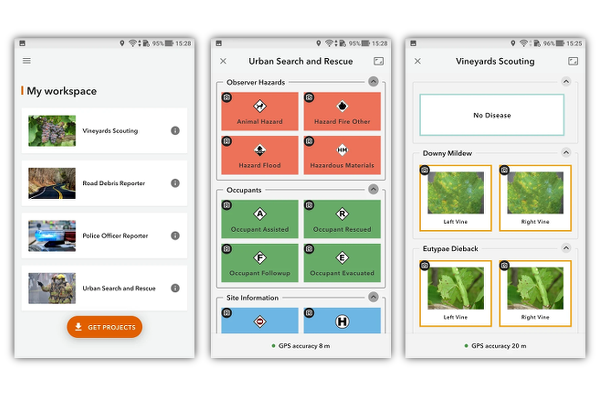 95% 15:28
My workspace
Vineyards Scouting
Road Debris Reporter
Police Officer Reporter
Urban Search and Rescue
GET PROJECTS
95% 15:28
Urban Search and Rescue
Observer Hazards
Animal Hazard
Hazard Fire Other
Hazard Flood
HM
Hazardous Materials
Occupants
A
Occupant Assisted
R
Occupant Rescued
F
Occupant Followup
E
Occupant Evacuated
Site Information
H
GPS accuracy 8 m
96% 15:25
Vineyards Scouting
No Disease
Downy Mildew
Left Vine
Right Vine
Eutypae Dieback
Left Vine
Right Vine
GPS accuracy 20 m